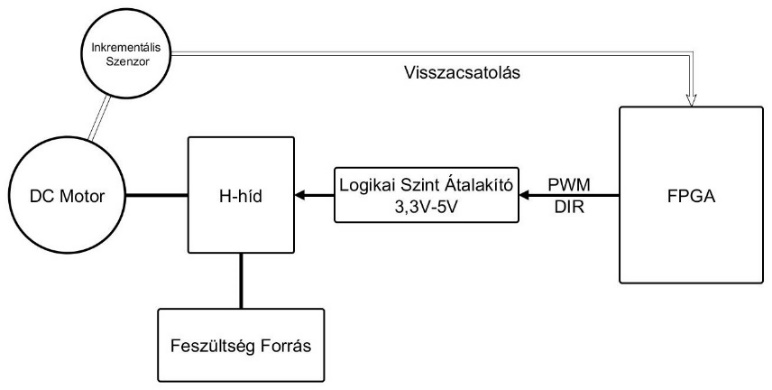 Inkrementális
Szenzor
Visszacsatolás
DC Motor
H-híd
Logikai Szint Átalakító
3,3V-5V
PWM
DIR
FPGA
Feszültség Forrás